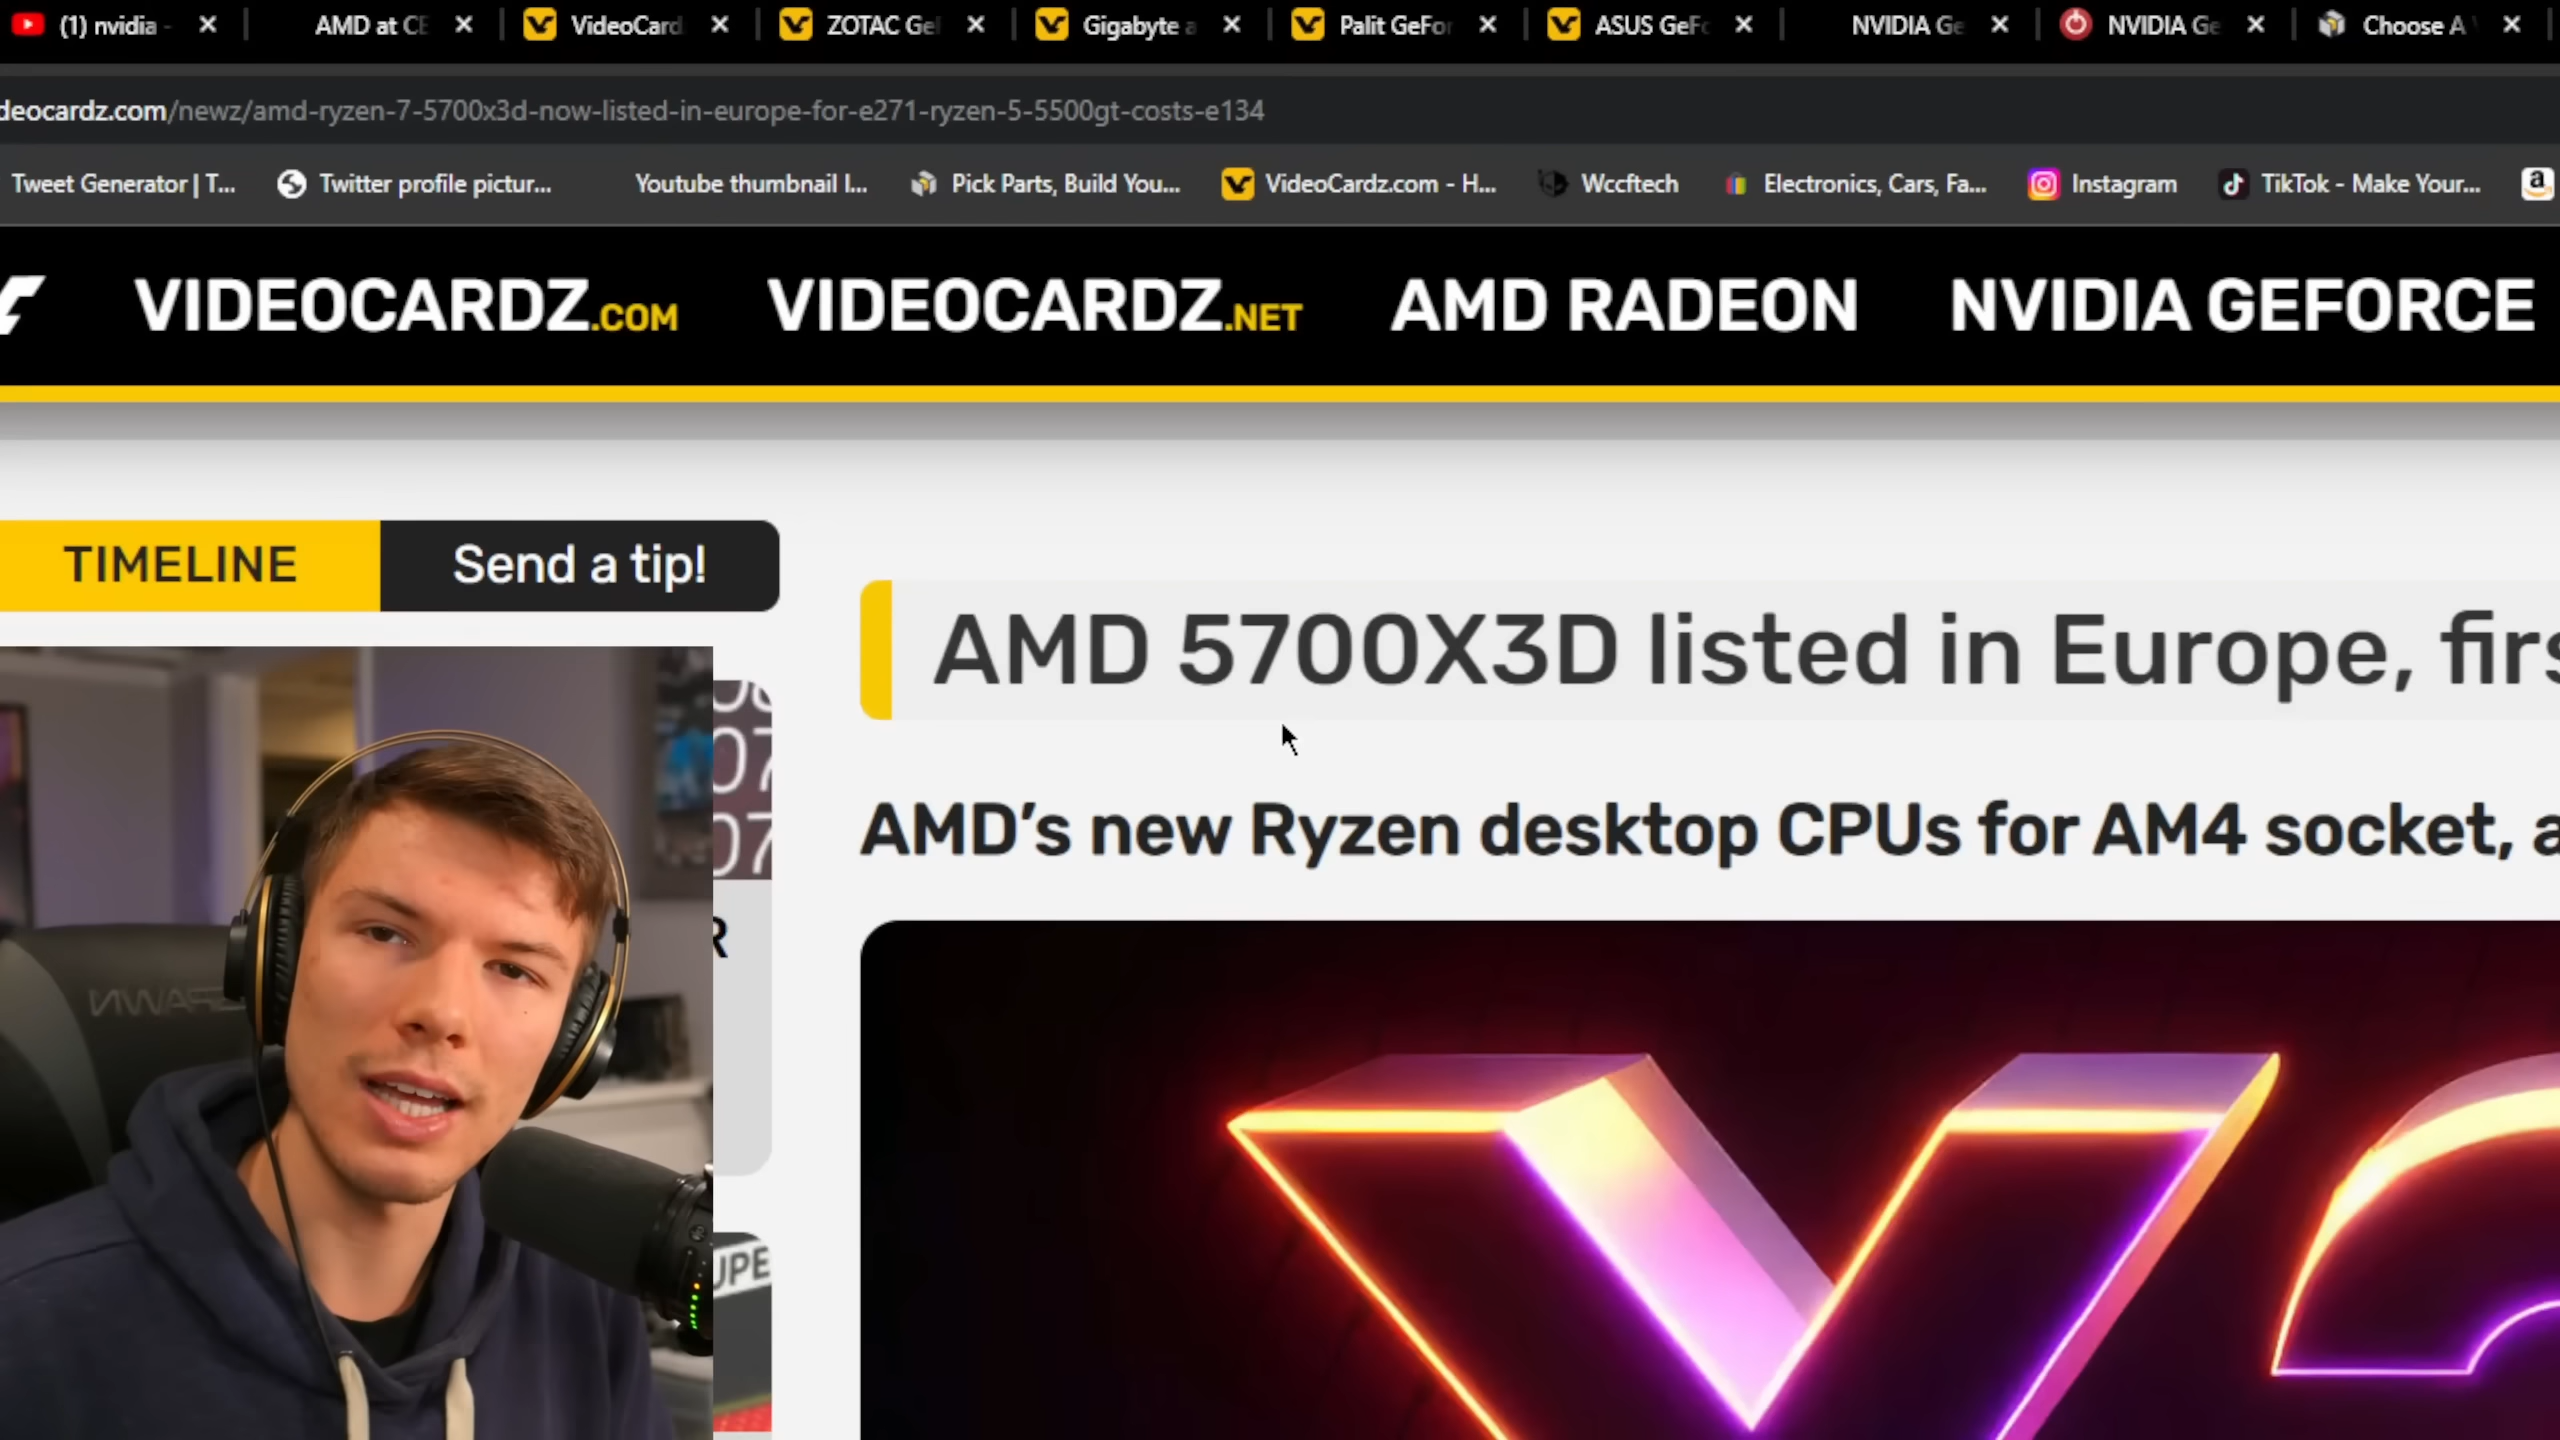 (1) nvidia -
AMD at CE
VideoCard
ZOTAC Gef
Gigabyte a
Palit GeFor
ASUS GeFo
NVIDIA Ge
NVIDIA Ge
Choose A
deocardz.com/newz/amd-ryzen-7-5700x3d-now-listed-in-europe-for-e271-ryzen-5-5500gt-costs-e134
Tweet Generator | T...
Twitter profile pictur...
Youtube thumbnail I...
Pick Parts, Build You...
VideoCardz.com - H...
Wccftech
Electronics, Cars, Fa...
Instagram
TikTok - Make Your...
VIDEOCARDZ.COM
VIDEOCARDZ.NET
AMD RADEON
NVIDIA GEFORCE
TIMELINE
Send a tip!
AMD 5700X3D listed in Europe, firs
AMD's new Ryzen desktop CPUs for AM4 socket, a
07
07
R
UPE